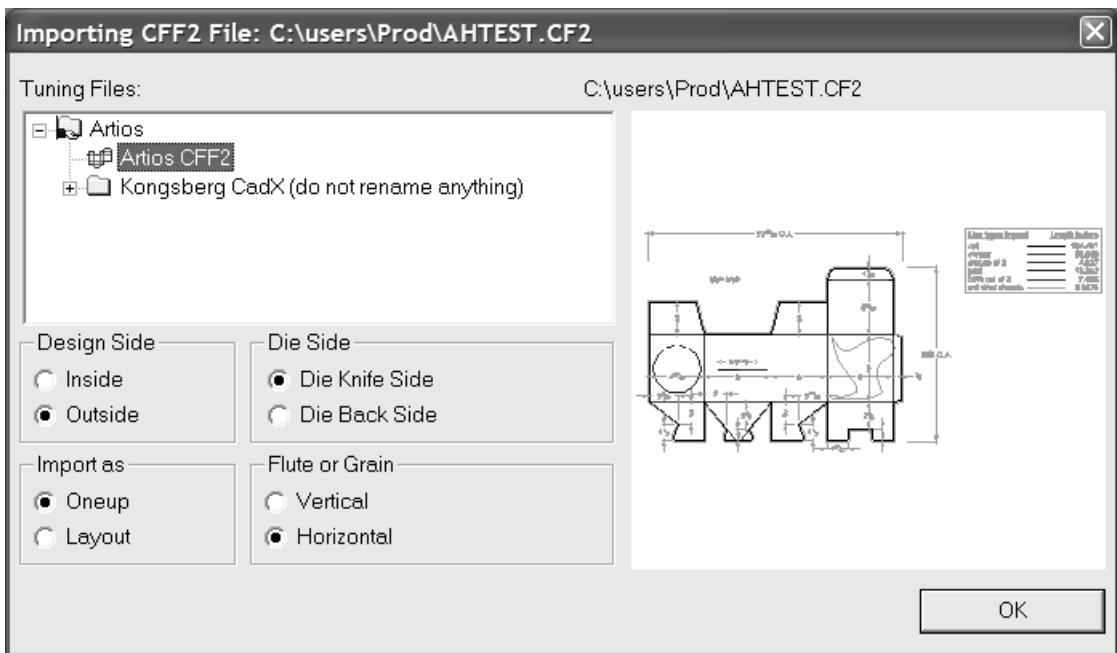 Importing CFF2 File: C:\users\Prod\AHTEST.CF2
Tuning Files:
C:\users\Prod\AHTEST.CF2
Artios
Artios CFF2
Kongsberg CadX (do not rename anything)
Design Side
Inside
Outside
Die Side
Die Knife Side
Die Back Side
Import as
Oneup
Layout
Flute or Grain
Vertical
Horizontal
OK